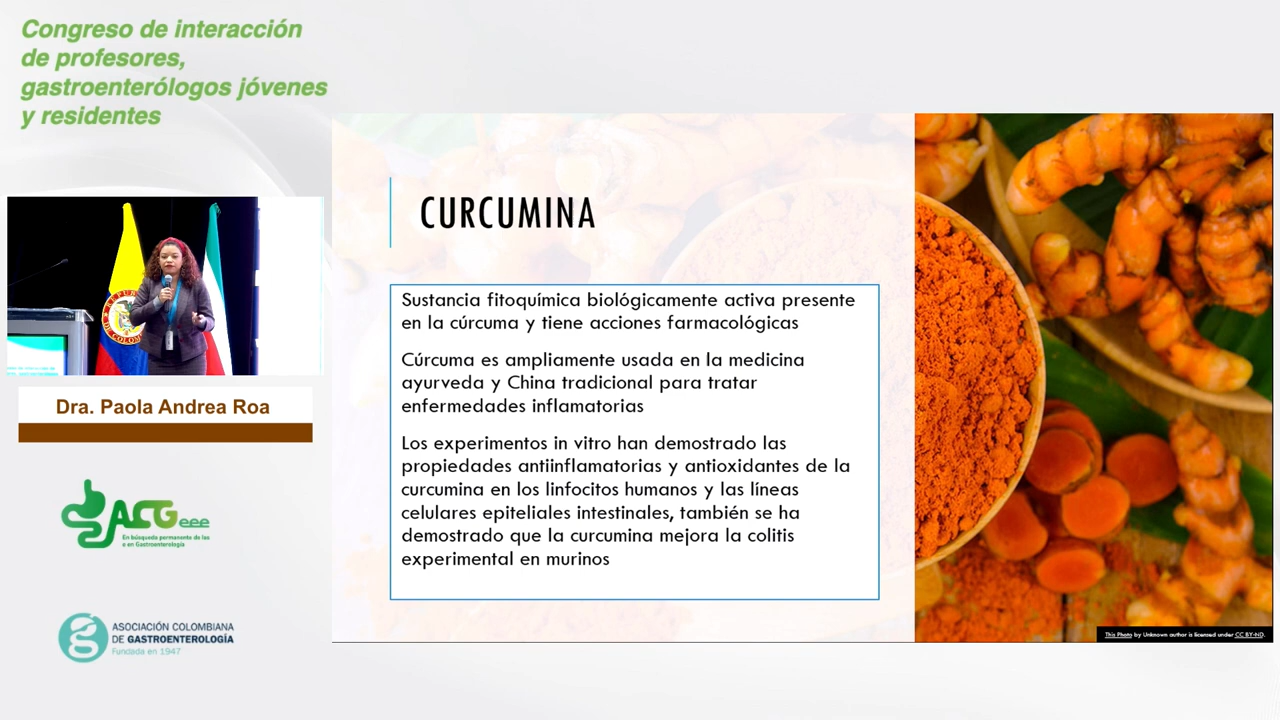 Congreso de interacción
de profesores,
gastroenterólogos jóvenes
y residentes
Dra. Paola Andrea Roa
ACGeee
En búsqueda permanente de las
e en Gastroenterología
ASOCIACIÓN COLOMBIANA
DE GASTROENTEROLOGÍA
Fundada en 1947
CURCUMINA
Sustancia fitoquímica biológicamente activa presente
en la cúrcuma y tiene acciones farmacológicas
Cúrcuma es ampliamente usada en la medicina
ayurveda y China tradicional para tratar
enfermedades inflamatorias
Los experimentos in vitro han demostrado las
propiedades antiinflamatorias y antioxidantes de la
curcumina en los linfocitos humanos y las líneas
celulares epiteliales intestinales, también se ha
demostrado que la curcumina mejora la colitis
experimental en murinos
This Photo by Unknown author is licensed under CC BY-ND.